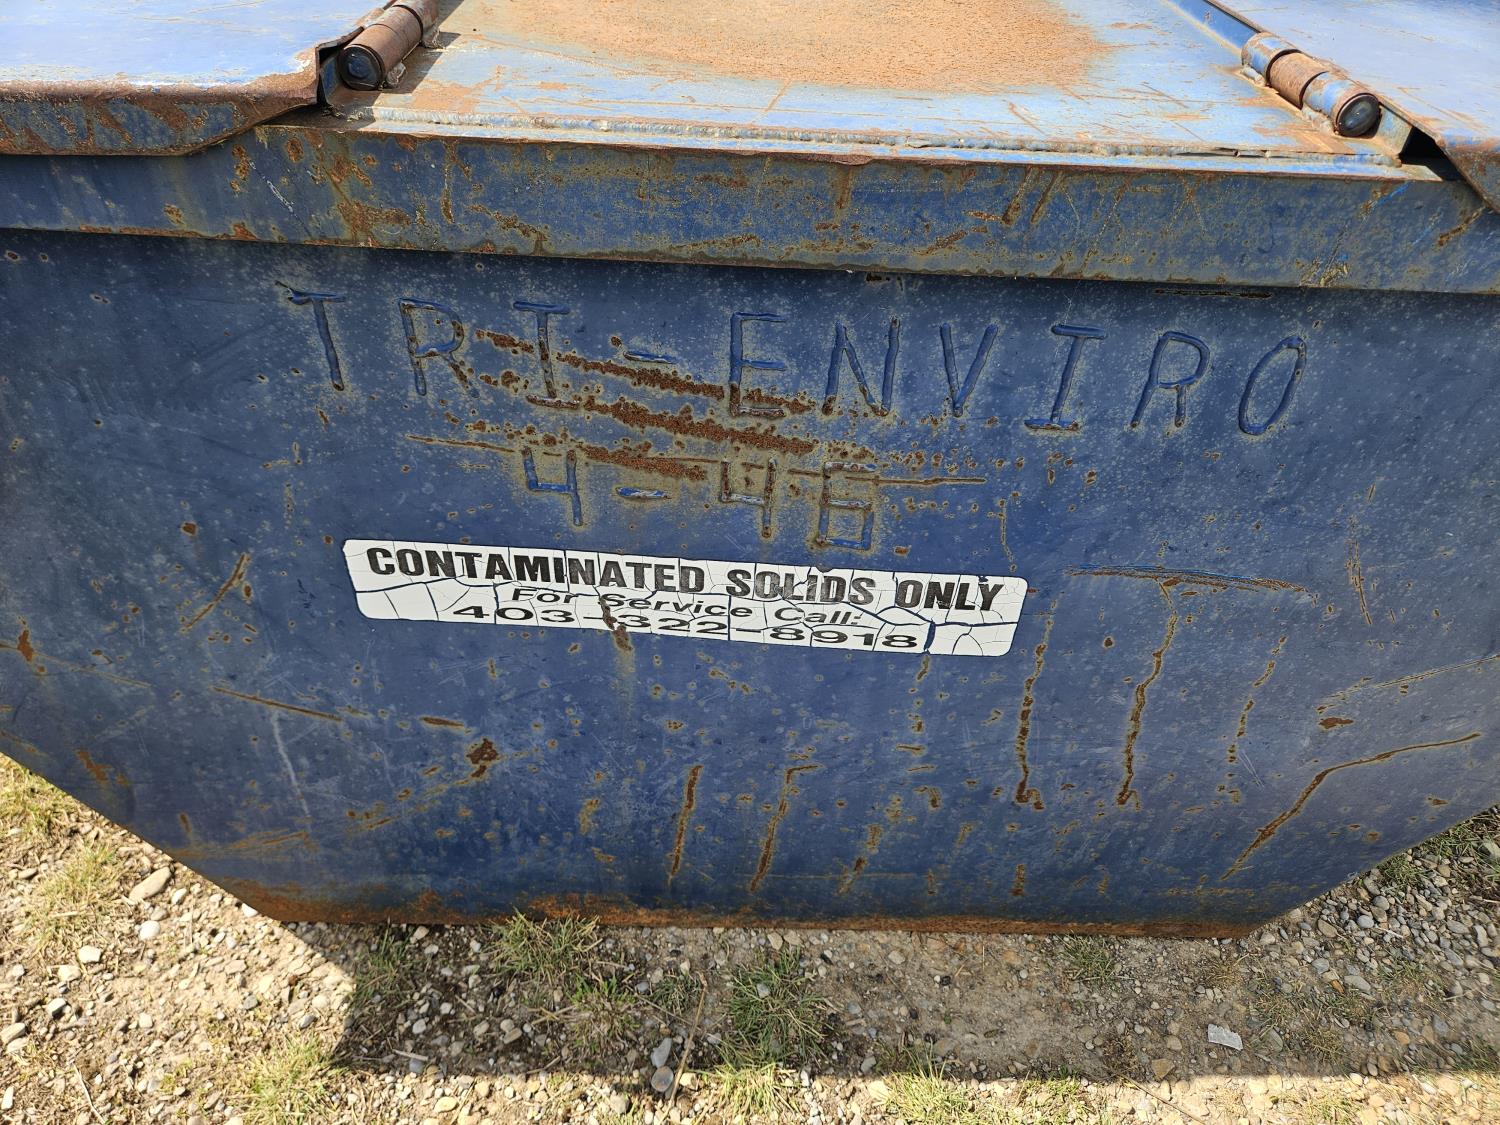 TRI-ENVIRO
4-46
CONTAMINATED SOLIDS ONLY
For Service Call:
403-322-8918